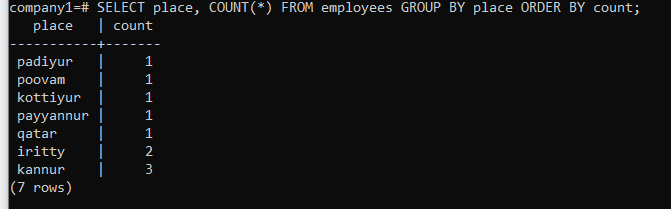 company1=# SELECT place, COUNT(*) FROM employees GROUP BY place ORDER BY count;
   place   | count
-----------+-------
 padiyur   |     1
 poovam    |     1
 kottiyur  |     1
 payyannur |     1
 qatar     |     1
 iritty    |     2
 kannur    |     3
(7 rows)